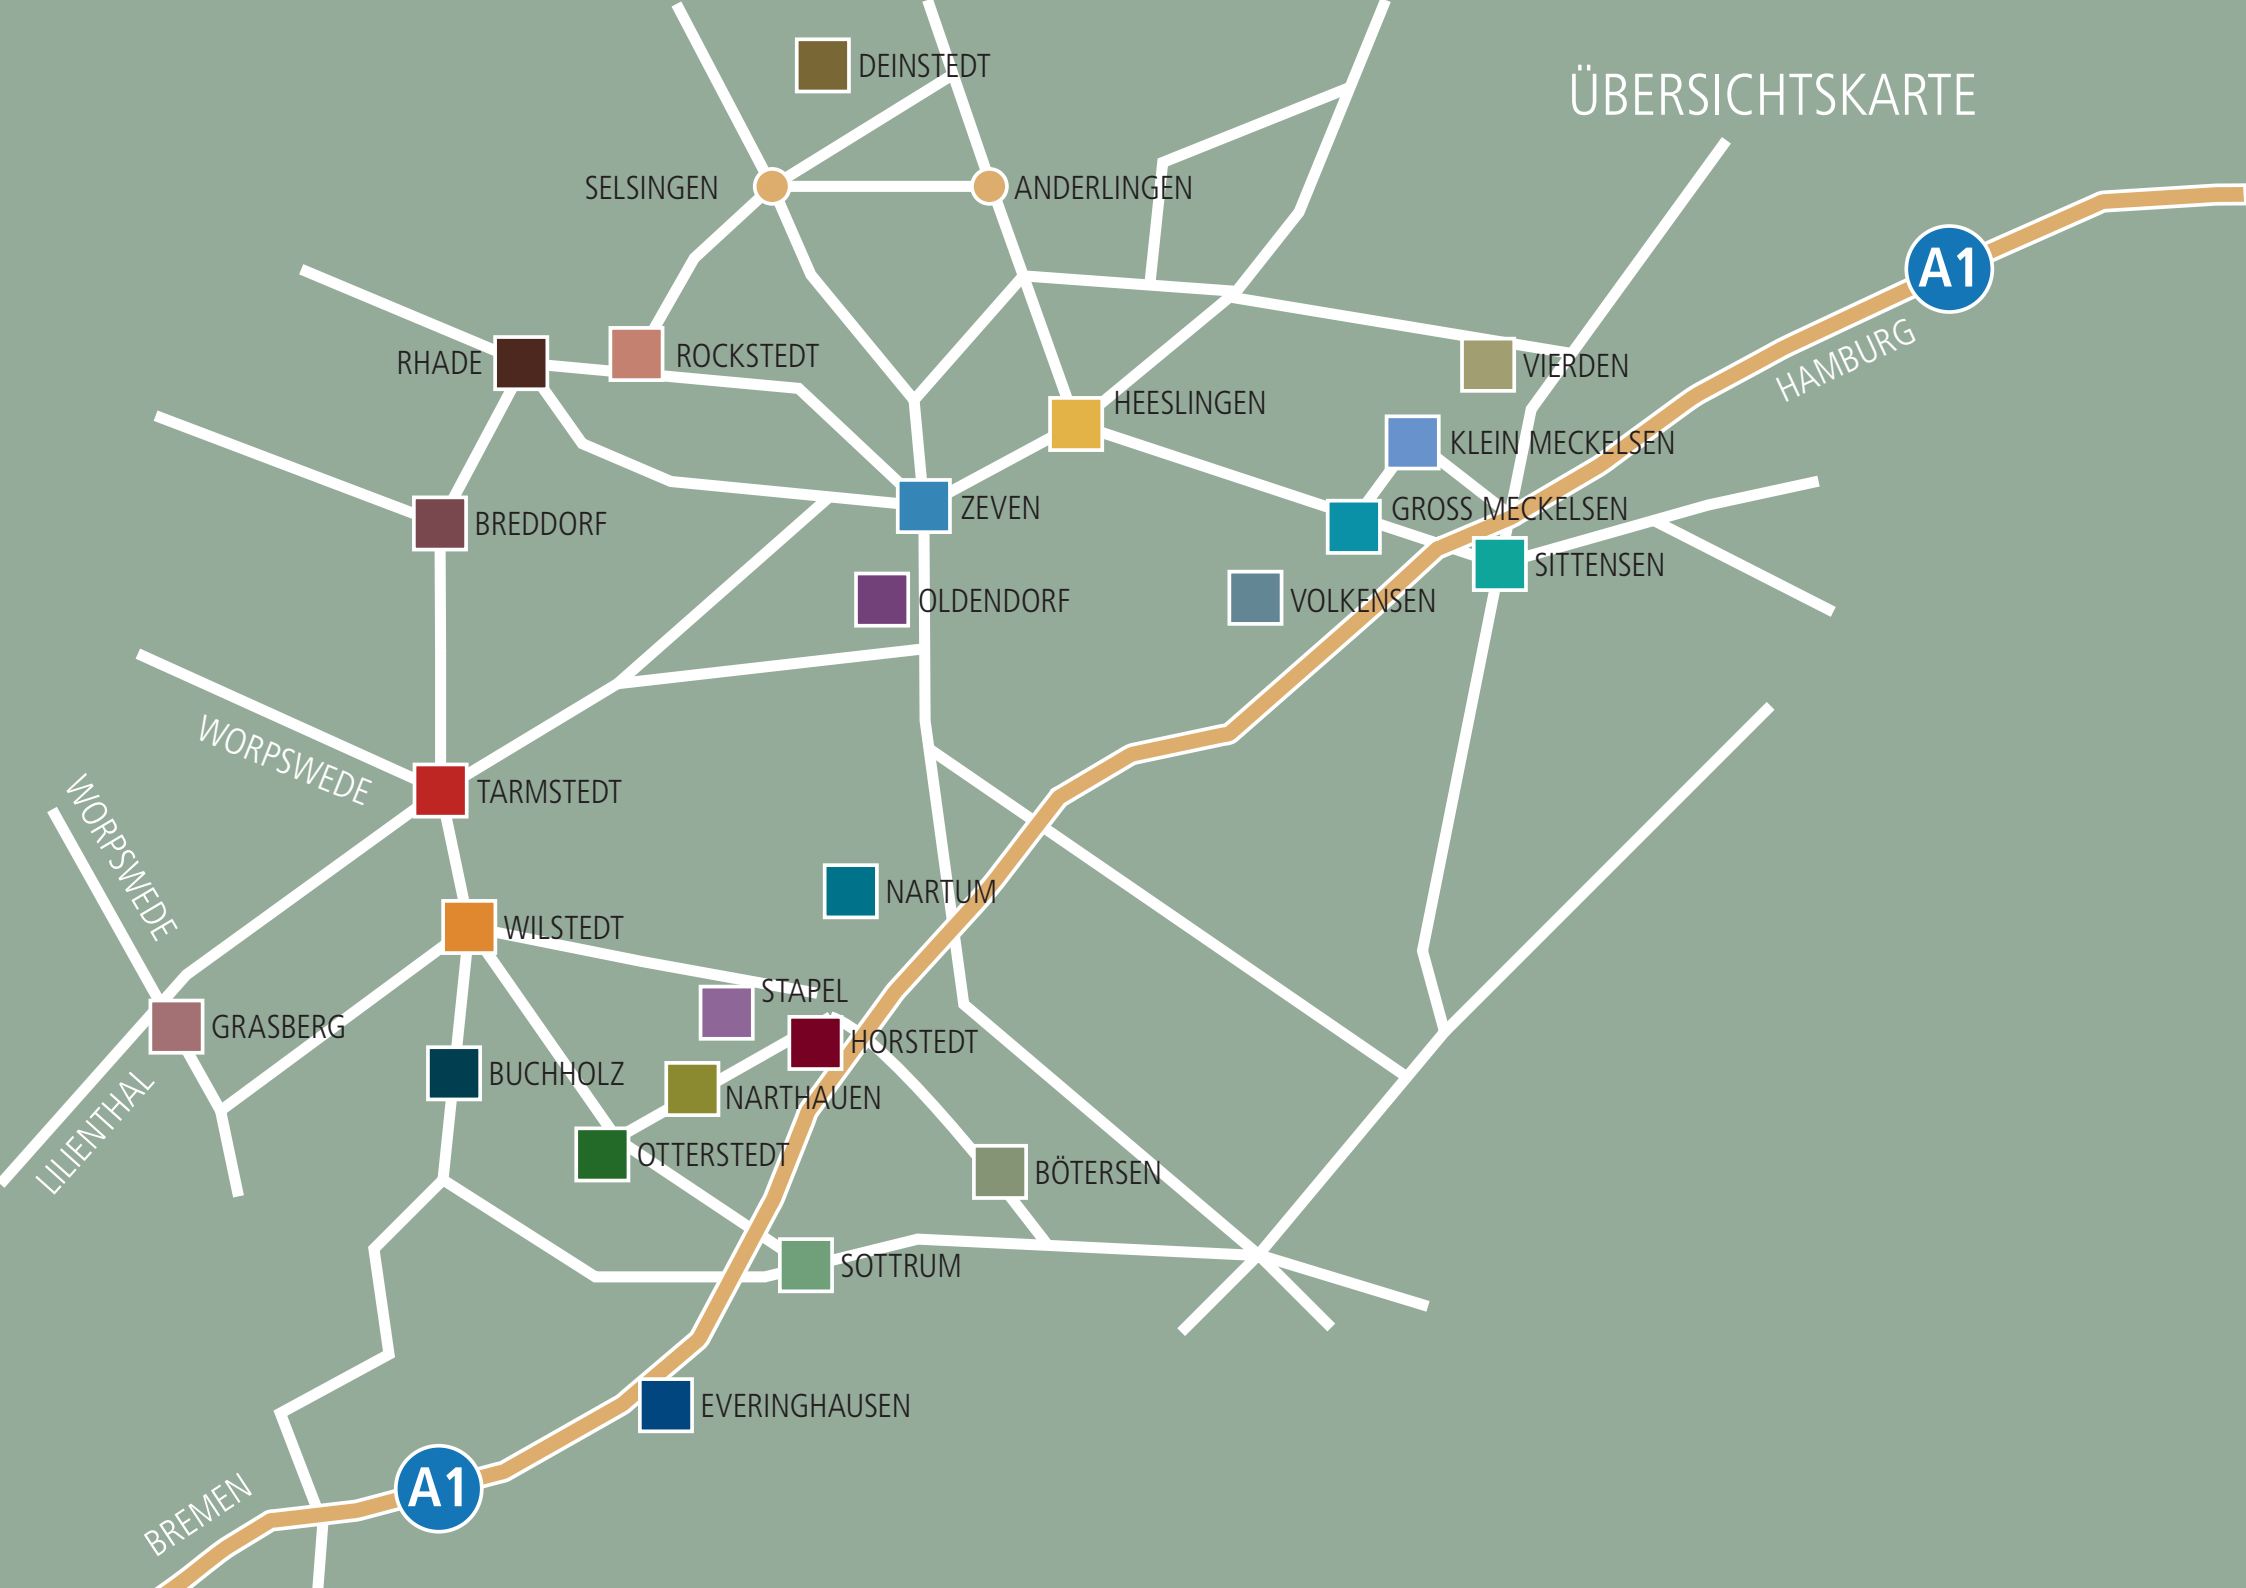 DEINSTEDT
ÜBERSICHTSKARTE
SELSINGEN
ANDERLINGEN
A1
HAMBURG
RHADE
ROCKSTEDT
VIERDEN
HEESLINGEN
KLEIN MECKELSEN
BREDDORF
ZEVEN
GROSS MECKELSEN
SITTENSEN
OLDENDORF
VOLKENSEN
WORPSWEDE
TARMSTEDT
WORPSWEDE
NARTUM
WILSTEDT
STAPEL
GRASBERG
HORSTEDT
BUCHHOLZ
NARTHAUEN
LILIENTHAL
OTTERSTEDT
BÖTERSEN
SOTTRUM
EVERINGHAUSEN
A1
BREMEN